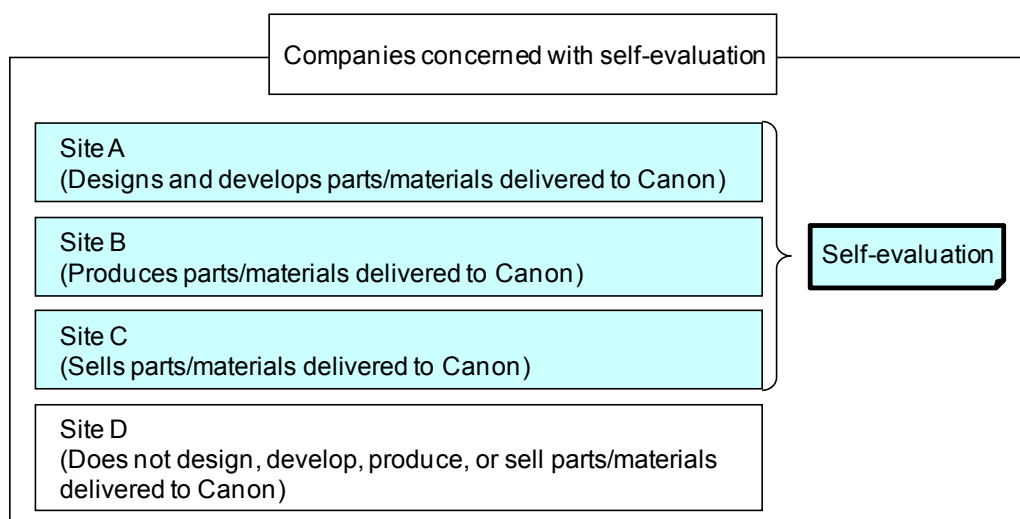 Companies concerned with self-evaluation
Site A
(Designs and develops parts/materials delivered to Canon)
Site B
(Produces parts/materials delivered to Canon)
Self-evaluation
Site C
(Sells parts/materials delivered to Canon)
Site D
(Does not design, develop, produce, or sell parts/materials
delivered to Canon)